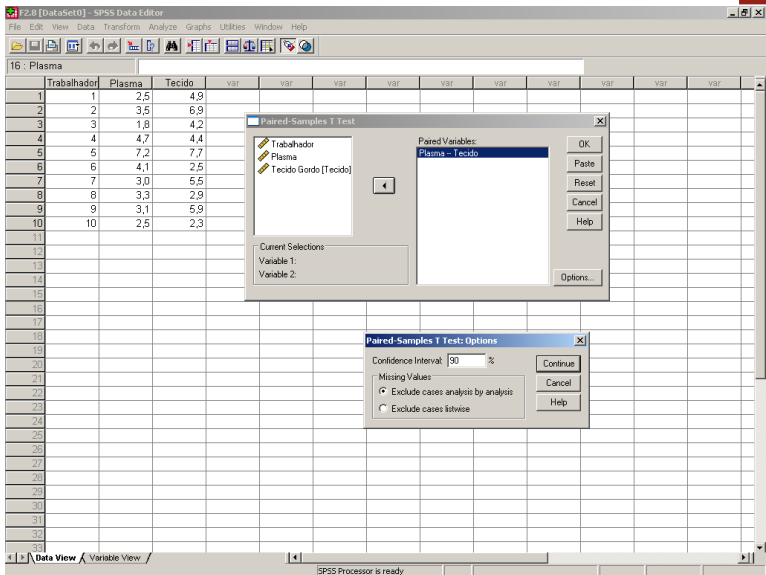 F2.8 [DataSet0] - SPSS Data Editor
File Edit View Data Transform Analyze Graphs Utilities Window Help
16 : Plasma
Trabalhador Plasma Tecido var var var var var var var var var var
1 1 2,5 4,9
2 2 3,5 6,9
3 3 1,8 4,2
4 4 4,7 4,4
5 5 7,2 7,7
6 6 4,1 2,5
7 7 3,0 5,5
8 8 3,3 2,9
9 9 3,1 5,9
10 10 2,5 2,3
11
12
13
14
15
16
17
18
19
20
21
22
23
24
25
26
27
28
29
30
31
32
33
Paired-Samples T Test
Trabalhador
Plasma
Tecido Gordo [Tecido]
Paired Variables:
Plasma -- Tecido
OK
Paste
Reset
Cancel
Help
Current Selections
Variable 1:
Variable 2:
Options...
Paired-Samples T Test: Options
Confidence Interval: 90 %
Missing Values
Exclude cases analysis by analysis
Exclude cases listwise
Continue
Cancel
Help
Data View Variable View
SPSS Processor is ready